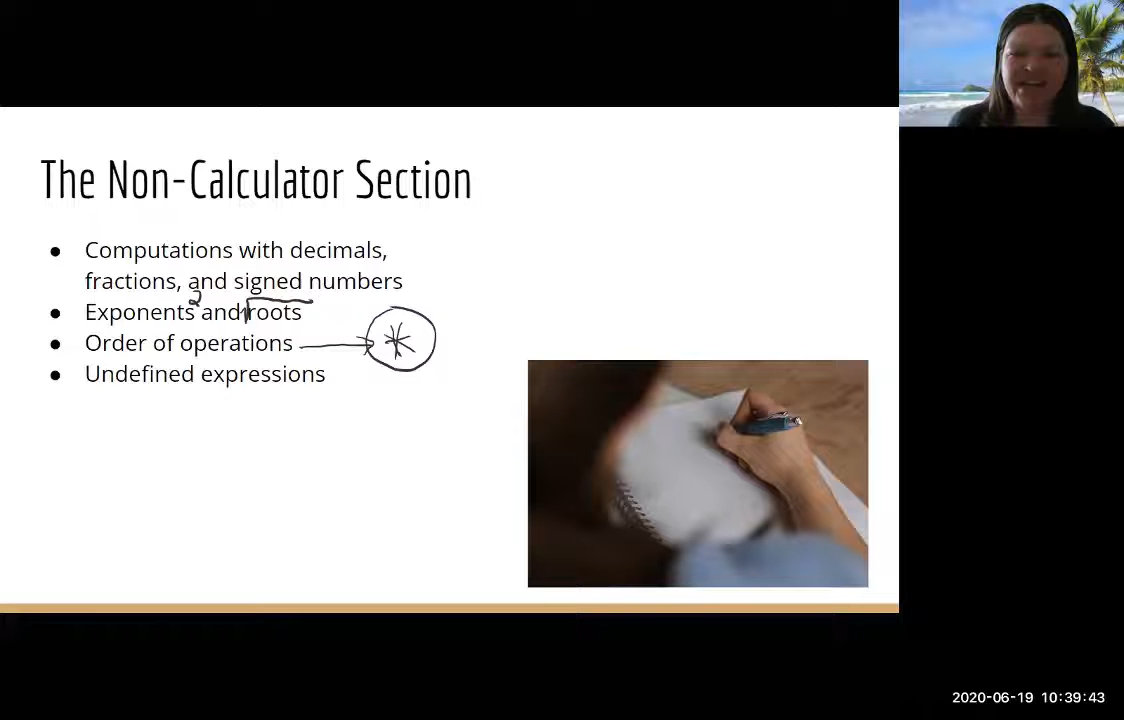 The Non-Calculator Section
● Computations with decimals,
fractions, and signed numbers
2
● Exponents and √roots
● Order of operations → *
● Undefined expressions
2020-06-19 10:39:43